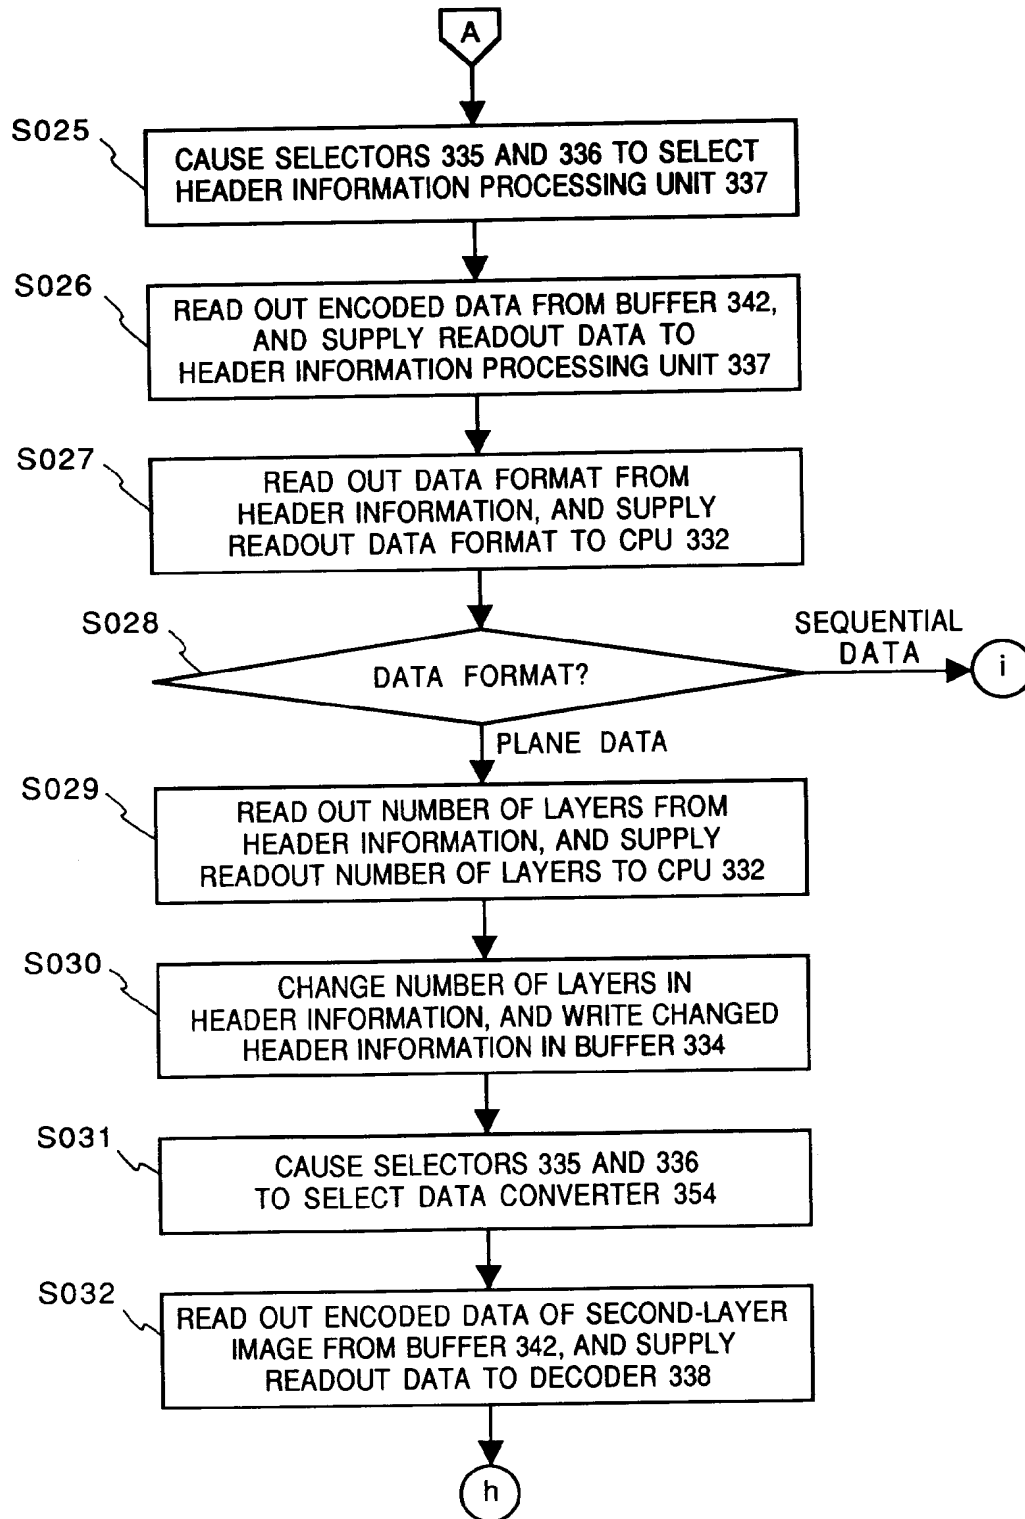 A
S025
CAUSE SELECTORS 335 AND 336 TO SELECT
HEADER INFORMATION PROCESSING UNIT 337
S026
READ OUT ENCODED DATA FROM BUFFER 342,
AND SUPPLY READOUT DATA TO
HEADER INFORMATION PROCESSING UNIT 337
S027
READ OUT DATA FORMAT FROM
HEADER INFORMATION, AND SUPPLY
READOUT DATA FORMAT TO CPU 332
S028
DATA FORMAT?
SEQUENTIAL
DATA
i
PLANE DATA
S029
READ OUT NUMBER OF LAYERS FROM
HEADER INFORMATION, AND SUPPLY
READOUT NUMBER OF LAYERS TO CPU 332
S030
CHANGE NUMBER OF LAYERS IN
HEADER INFORMATION, AND WRITE CHANGED
HEADER INFORMATION IN BUFFER 334
S031
CAUSE SELECTORS 335 AND 336
TO SELECT DATA CONVERTER 354
S032
READ OUT ENCODED DATA OF SECOND-LAYER
IMAGE FROM BUFFER 342, AND SUPPLY
READOUT DATA TO DECODER 338
h